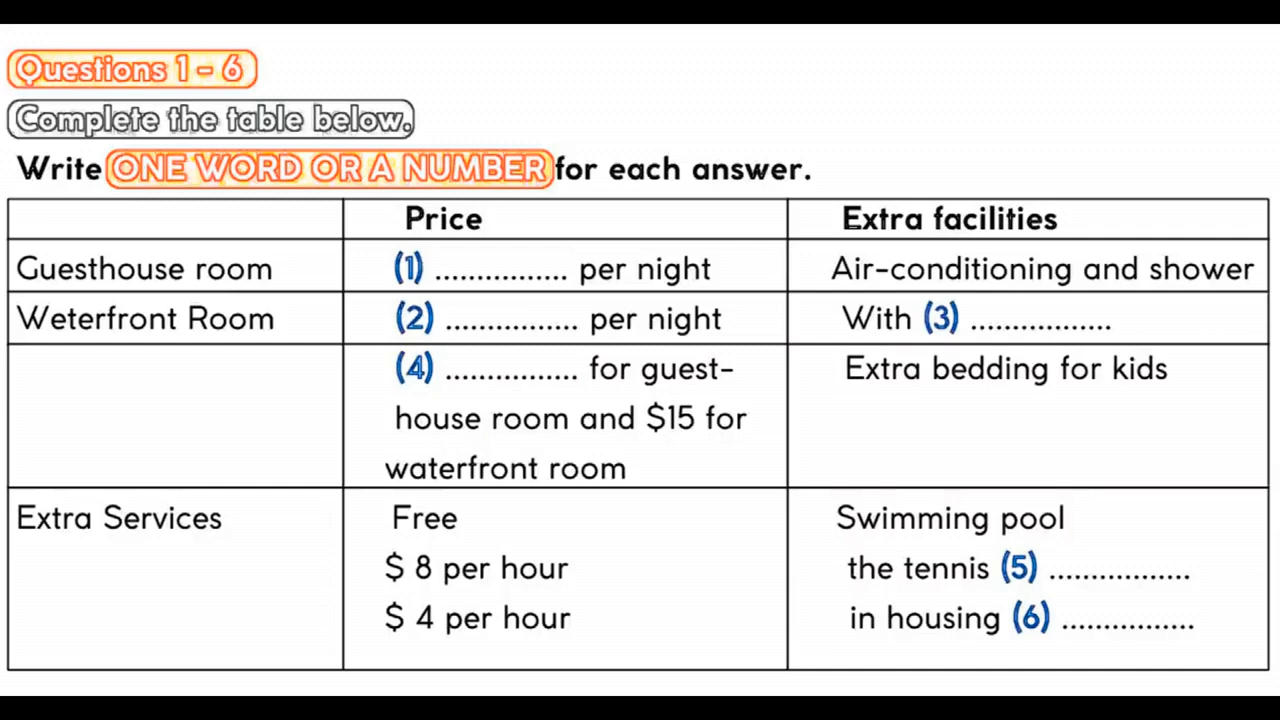 Questions 1 - 6
Complete the table below.
Write ONE WORD OR A NUMBER for each answer.
Price Extra facilities
Guesthouse room (1) ................ per night Air-conditioning and shower
Weterfront Room (2) ................ per night With (3) .................
(4) ................ for guest- Extra bedding for kids
house room and $15 for
waterfront room
Extra Services Free Swimming pool
$ 8 per hour the tennis (5) .................
$ 4 per hour in housing (6) ................